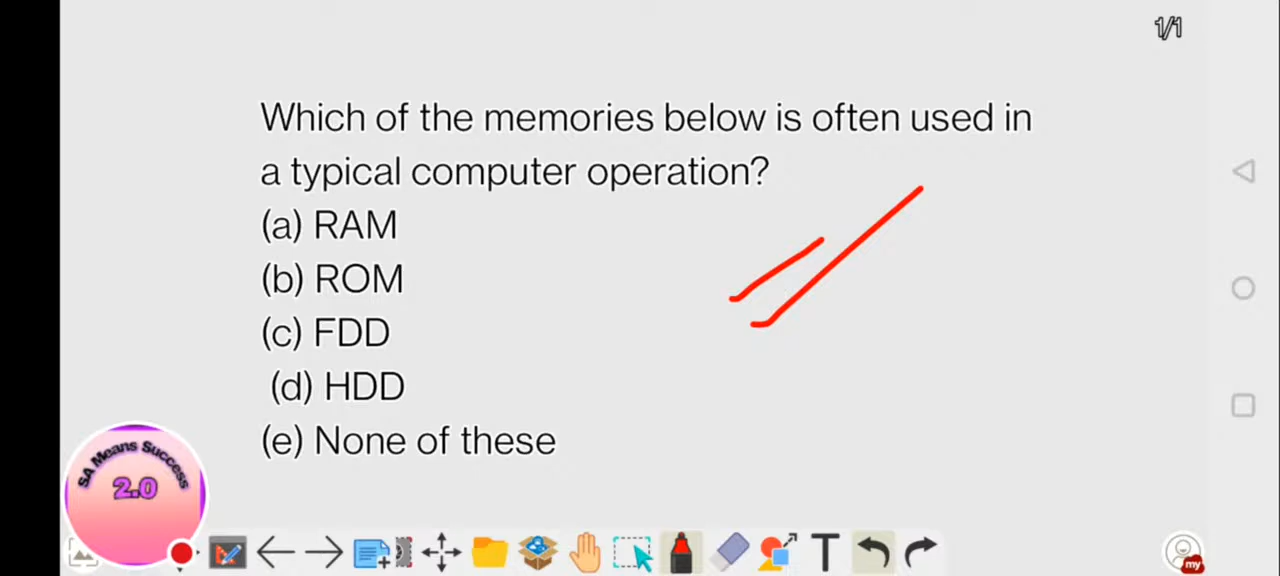 1/1
Which of the memories below is often used in
a typical computer operation?
(a) RAM
(b) ROM
(c) FDD
(d) HDD
(e) None of these
SA Means Success
2.0
T
my